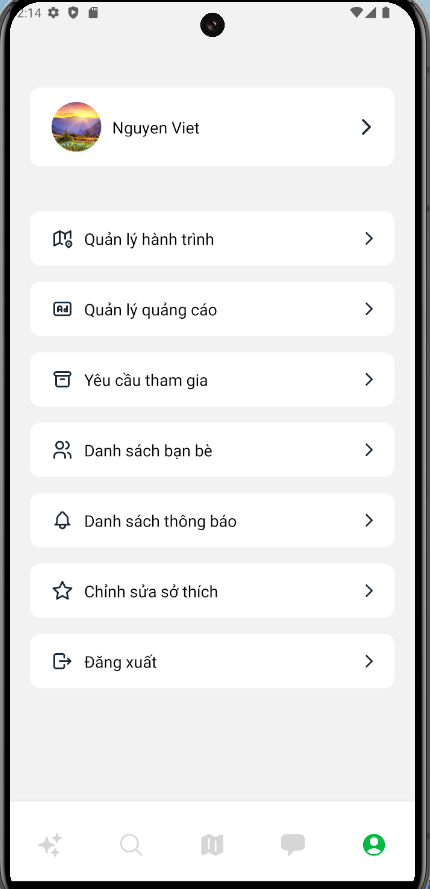 2:14
Nguyen Viet
Quản lý hành trình
Ad Quản lý quảng cáo
Yêu cầu tham gia
Danh sách bạn bè
Danh sách thông báo
Chỉnh sửa sở thích
Đăng xuất